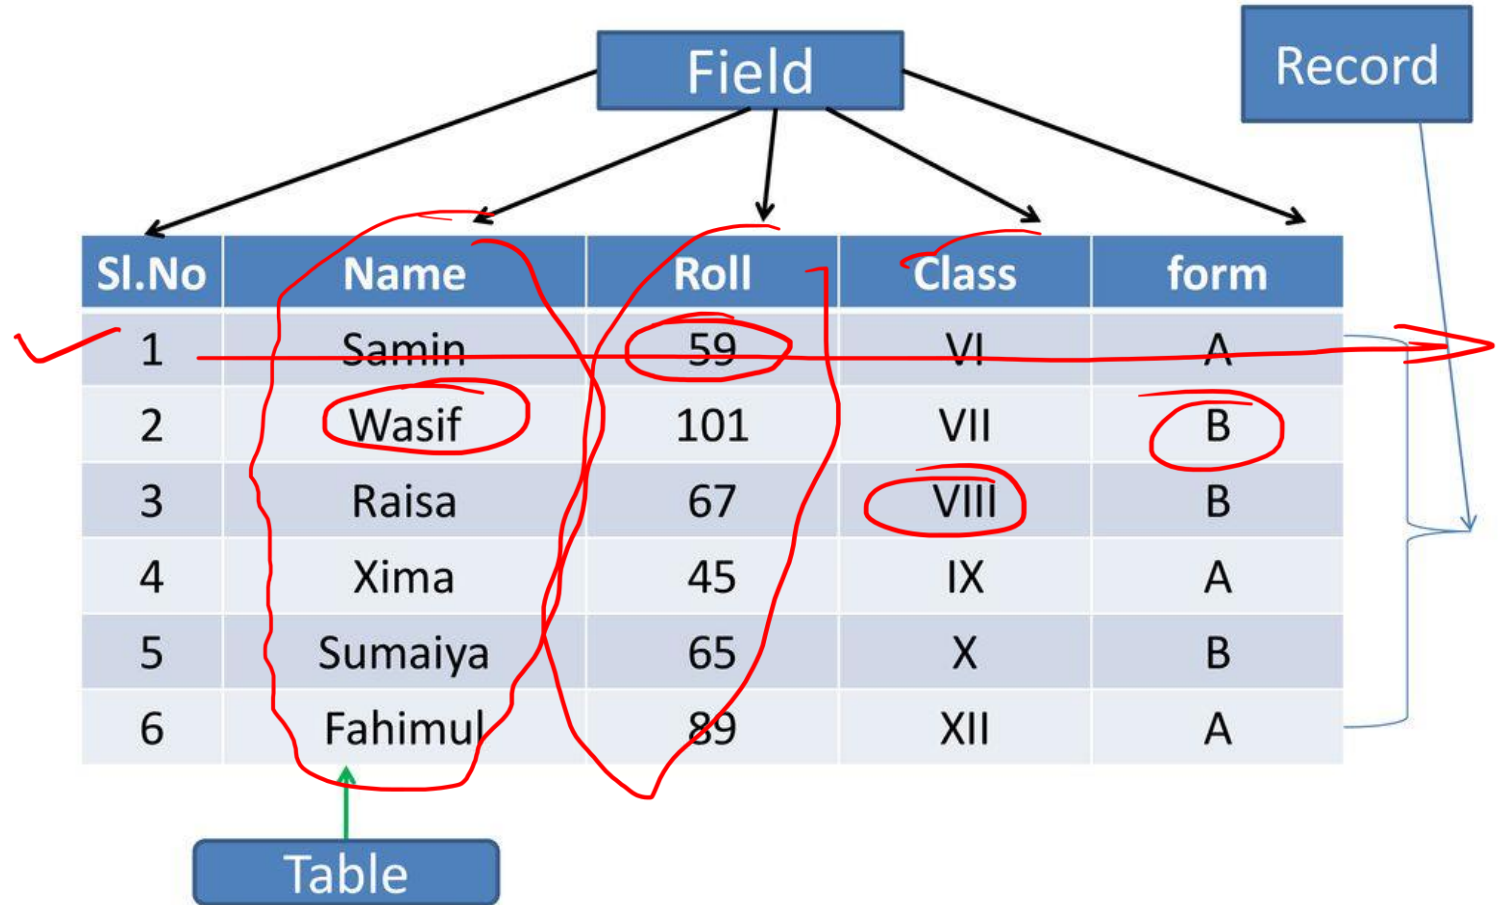 Field
Record
Sl.No Name Roll Class form
1 Samin 59 VI A
2 Wasif 101 VII B
3 Raisa 67 VIII B
4 Xima 45 IX A
5 Sumaiya 65 X B
6 Fahimul 89 XII A
Table